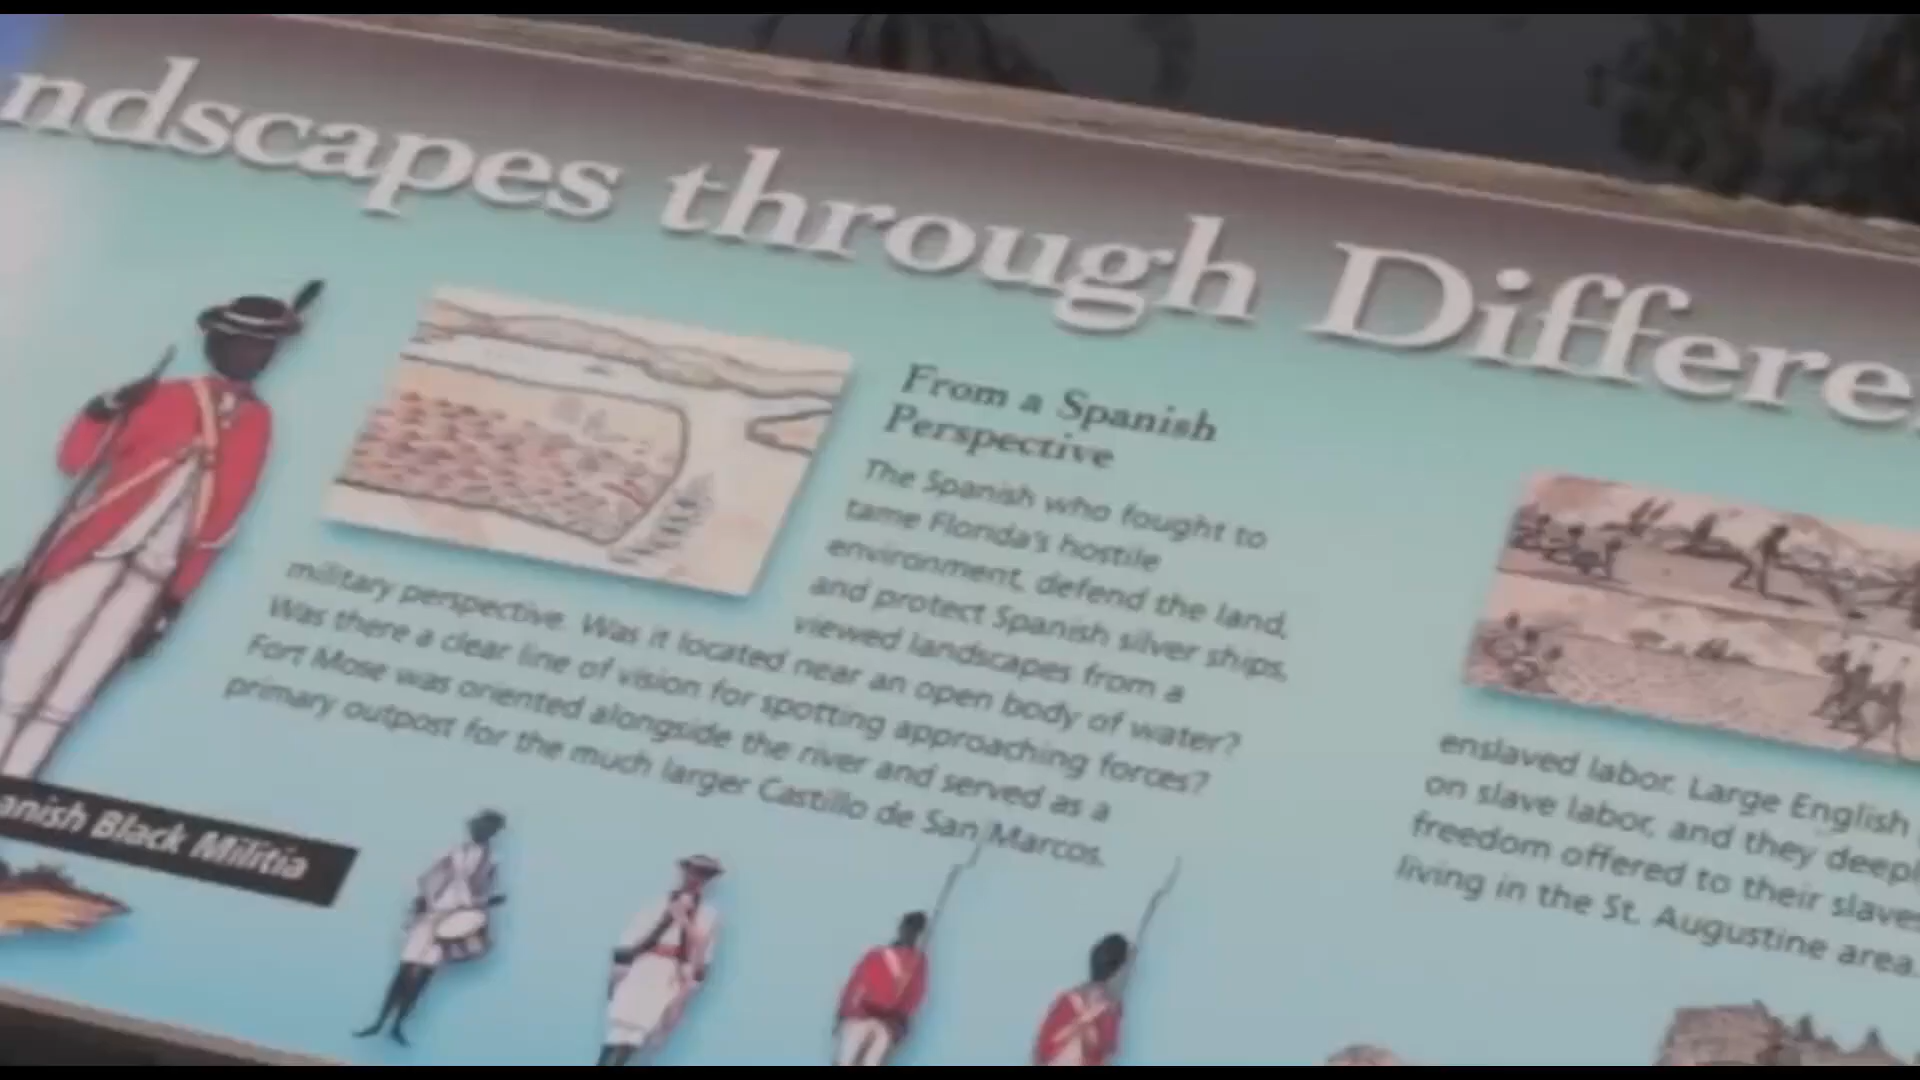 ndscapes through Differe
From a Spanish
Perspective
The Spanish who fought to
tame Florida's hostile
environment, defend the land,
and protect Spanish silver ships,
viewed landscapes from a
military perspective. Was it located near an open body of water?
Was there a clear line of vision for spotting approaching forces?
Fort Mose was oriented alongside the river and served as a
primary outpost for the much larger Castillo de San Marcos.
anish Black Militia
enslaved labor. Large English
on slave labor, and they deepl
freedom offered to their slaves
living in the St. Augustine area.